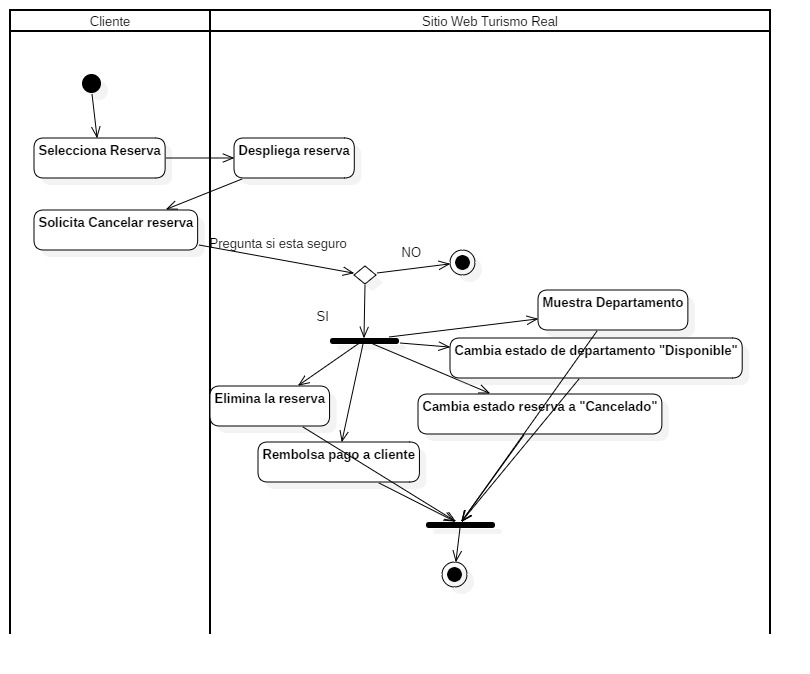 Cliente
Sitio Web Turismo Real
Selecciona Reserva
Despliega reserva
Solicita Cancelar reserva
Pregunta si esta seguro
NO
SI
Muestra Departamento
Cambia estado de departamento "Disponible"
Elimina la reserva
Cambia estado reserva a "Cancelado"
Rembolsa pago a cliente